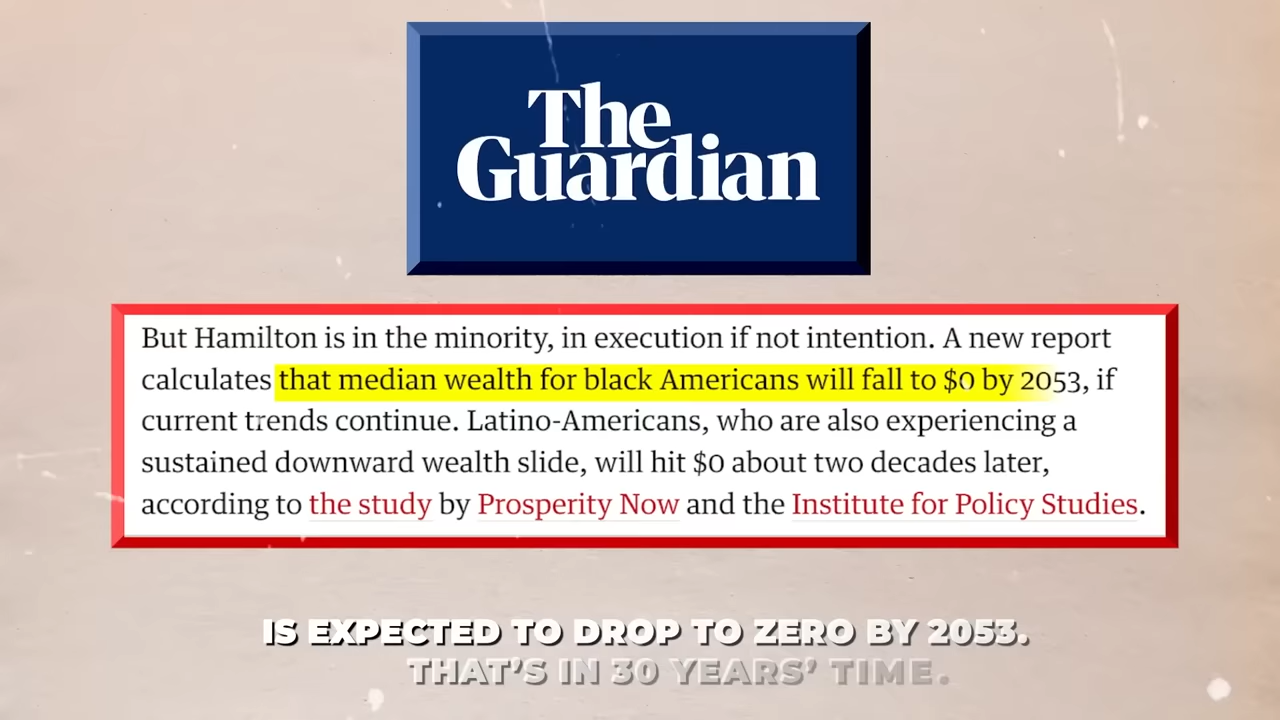 The
Guardian
But Hamilton is in the minority, in execution if not intention. A new report
calculates that median wealth for black Americans will fall to $0 by 2053, if
current trends continue. Latino-Americans, who are also experiencing a
sustained downward wealth slide, will hit $0 about two decades later,
according to the study by Prosperity Now and the Institute for Policy Studies.
IS EXPECTED TO DROP TO ZERO BY 2053.
THAT'S IN 30 YEARS' TIME.